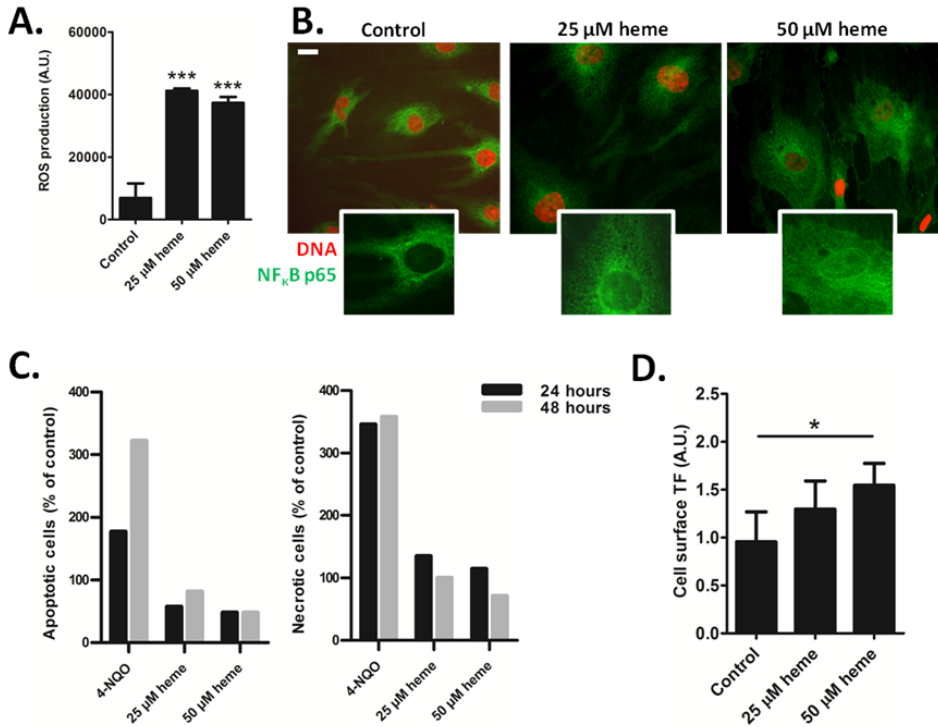 A.
ROS production (A.U.)
60000
40000
20000
0
***
***
Control
25 µM heme
50 µM heme
B.
Control
25 µM heme
50 µM heme
DNA
NFκB p65
C.
Apoptotic cells (% of control)
400
300
200
100
0
4-NQO
25 µM heme
50 µM heme
Necrotic cells (% of control)
400
300
200
100
0
4-NQO
25 µM heme
50 µM heme
24 hours
48 hours
D.
Cell surface TF (A.U.)
2.5
2.0
1.5
1.0
0.5
0.0
*
Control
25 µM heme
50 µM heme